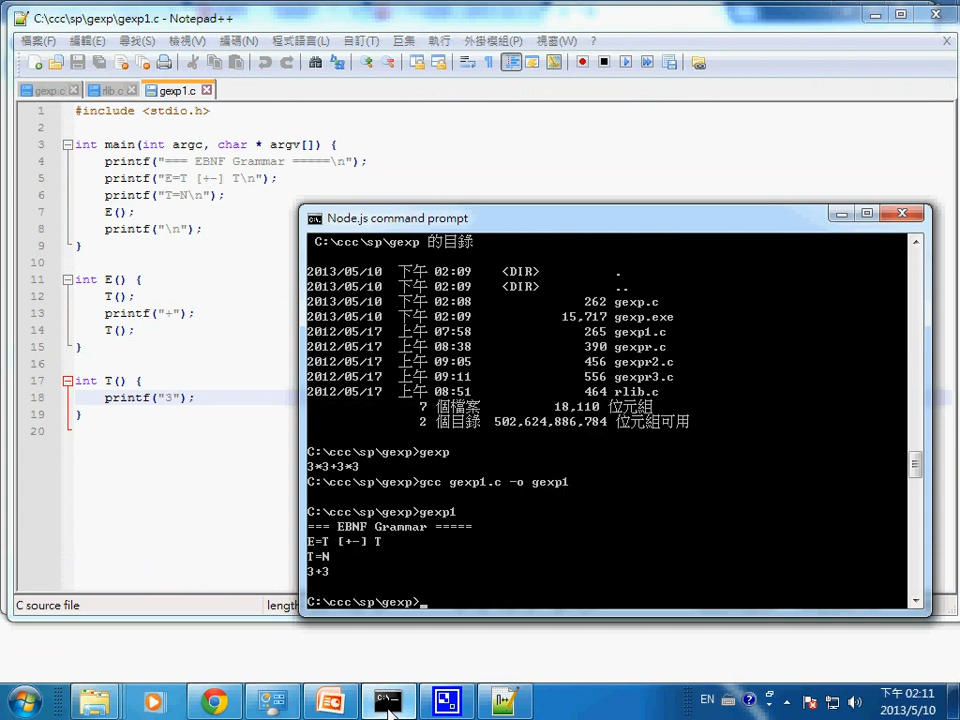 C:\ccc\sp\gexp\gexp1.c - Notepad++
檔案(F) 編輯(E) 尋找(S) 檢視(V) 編碼(N) 程式語言(L) 自訂(T) 巨集 執行 外掛模組(P) 視窗(W) ? X
gexp.c rlib.c gexp1.c
1 #include <stdio.h>
2
3 int main(int argc, char * argv[]) {
4 printf("=== EBNF Grammar =====\n");
5 printf("E=T [+-] T\n");
6 printf("T=N\n");
7 E();
8 printf("\n");
9 }
10
11 int E() {
12 T();
13 printf("+");
14 T();
15 }
16
17 int T() {
18 printf("3");
19 }
20
C source file length
Node.js command prompt
C:\ccc\sp\gexp 的目錄
2013/05/10 下午 02:09 <DIR> .
2013/05/10 下午 02:09 <DIR> ..
2013/05/10 下午 02:08 262 gexp.c
2013/05/10 下午 02:09 15,717 gexp.exe
2012/05/17 上午 07:58 265 gexp1.c
2012/05/17 上午 08:38 390 gexpr.c
2012/05/17 上午 09:05 456 gexpr2.c
2012/05/17 上午 09:11 556 gexpr3.c
2012/05/17 上午 08:51 464 rlib.c
7 個檔案 18,110 位元組
2 個目錄 502,624,886,784 位元組可用
C:\ccc\sp\gexp>gexp
3*3+3*3
C:\ccc\sp\gexp>gcc gexp1.c -o gexp1
C:\ccc\sp\gexp>gexp1
=== EBNF Grammar =====
E=T [+-] T
T=N
3+3
C:\ccc\sp\gexp>_
EN
下午 02:11
2013/5/10